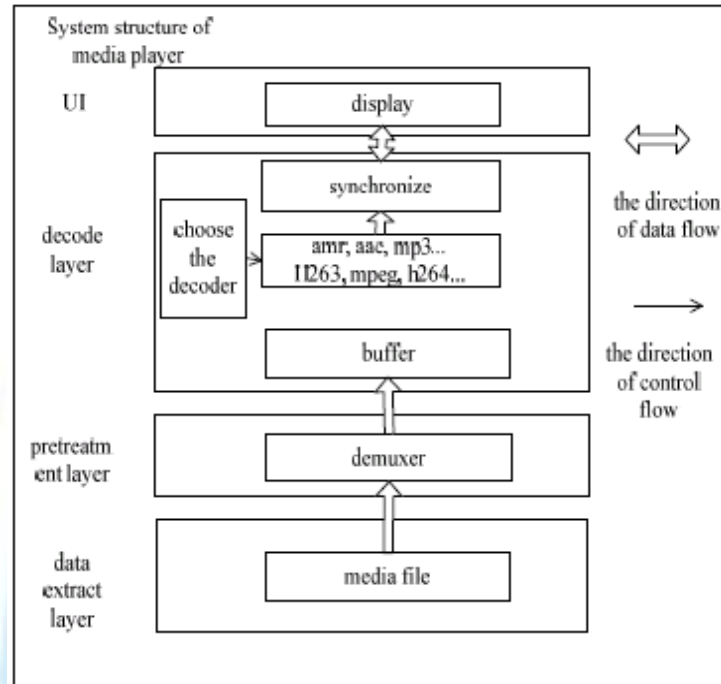 System structure of
media player
UI
display
synchronize
the direction
of data flow
choose
the
decoder
decode
layer
amr, aac, mp3...
H263, mpeg, h264...
the direction
of control
flow
buffer
pretreatm
ent layer
demuxer
data
extract
layer
media file